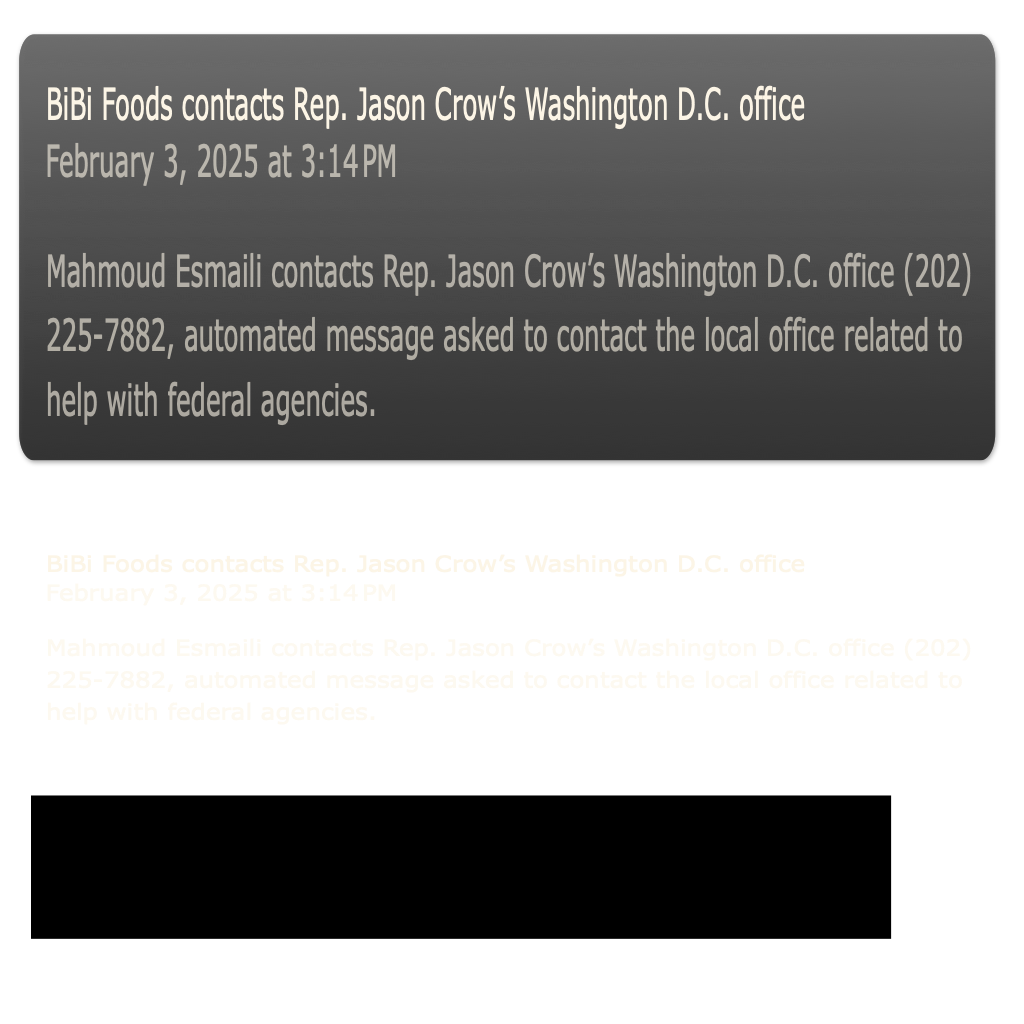 BiBi Foods contacts Rep. Jason Crow’s Washington D.C. office
February 3, 2025 at 3:14 PM
Mahmoud Esmaili contacts Rep. Jason Crow’s Washington D.C. office (202)
225-7882, automated message asked to contact the local office related to
help with federal agencies.
BiBi Foods contacts Rep. Jason Crow’s Washington D.C. office
February 3, 2025 at 3:14 PM
Mahmoud Esmaili contacts Rep. Jason Crow’s Washington D.C. office (202)
225-7882, automated message asked to contact the local office related to
help with federal agencies.